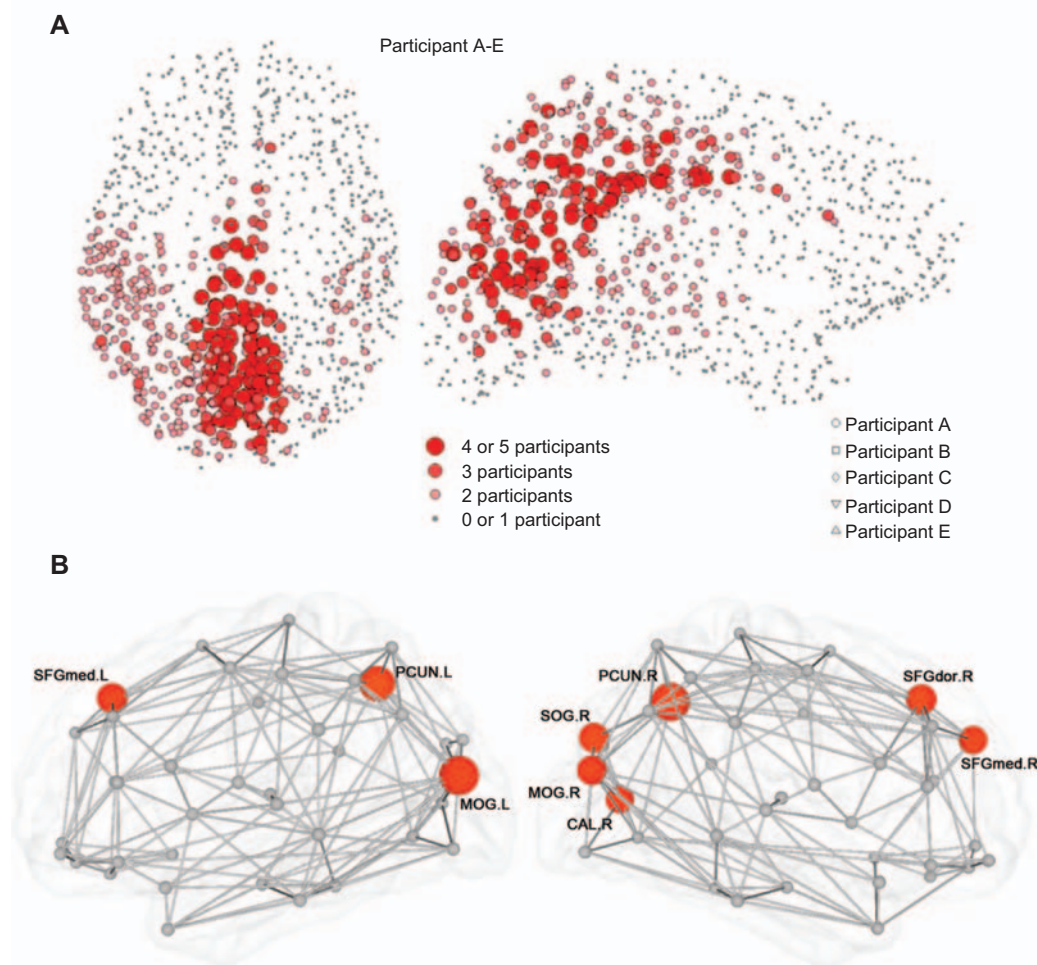 A
Participant A-E
4 or 5 participants
3 participants
2 participants
0 or 1 participant
Participant A
Participant B
Participant C
Participant D
Participant E
B
SFGmed.L
PCUN.L
MOG.L
PCUN.R
SOG.R
MOG.R
CAL.R
SFGdor.R
SFGmed.R